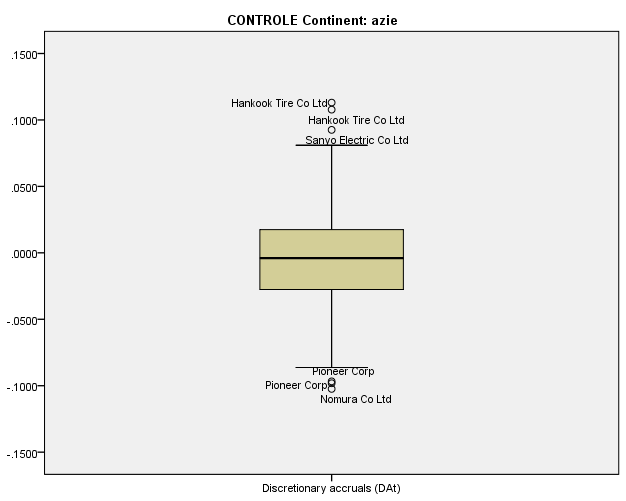 CONTROLE Continent: azie
.1500
Hankook Tire Co Ltd
.1000
Hankook Tire Co Ltd
Sanyo Electric Co Ltd
.0500
.0000
-.0500
Pioneer Corp
Pioneer Corp
-.1000
Nomura Co Ltd
-.1500
Discretionary accruals (DAt)